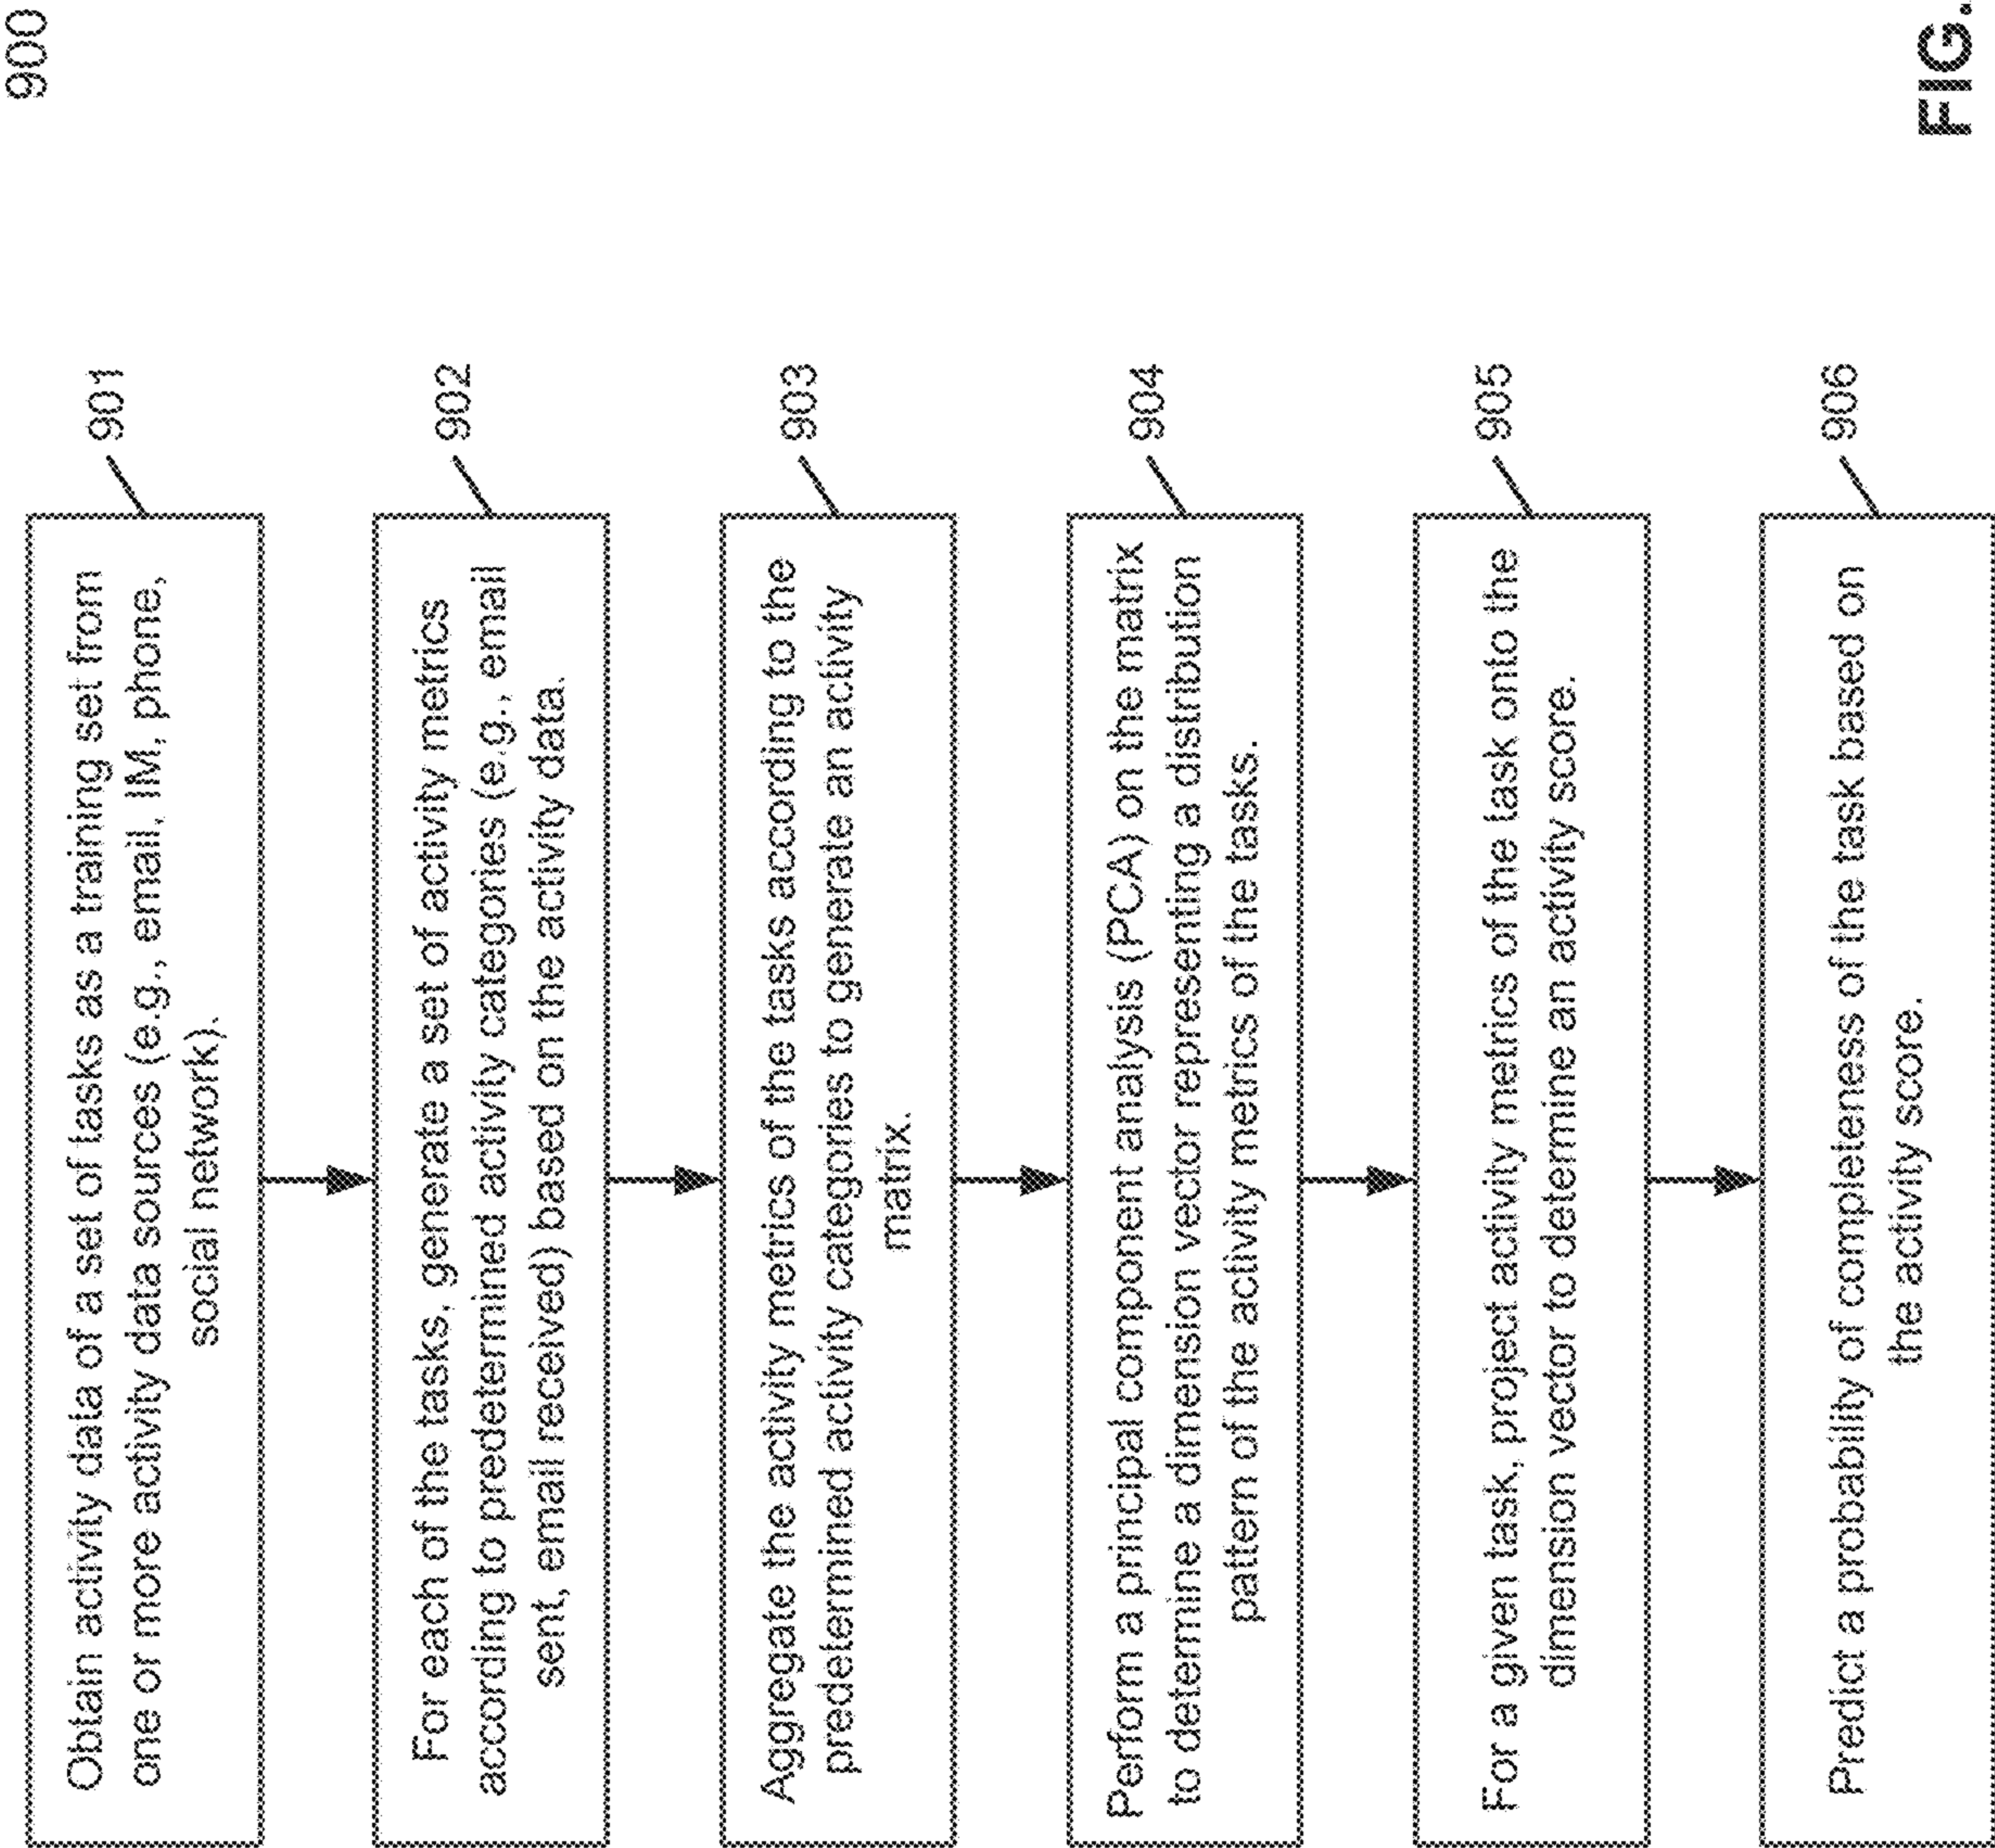 900
Obtain activity data of a set of tasks as a training set from
one or more activity data sources (e.g., email, IM, phone,
social network).
901
For each of the tasks, generate a set of activity metrics
according to predetermined activity categories (e.g., email
sent, email received) based on the activity data.
902
Aggregate the activity metrics of the tasks according to the
predetermined activity categories to generate an activity
matrix.
903
Perform a principal component analysis (PCA) on the matrix
to determine a dimension vector representing a distribution
pattern of the activity metrics of the tasks.
904
For a given task, project activity metrics of the task onto the
dimension vector to determine an activity score.
905
Predict a probability of completeness of the task based on
the activity score.
906
FIG.